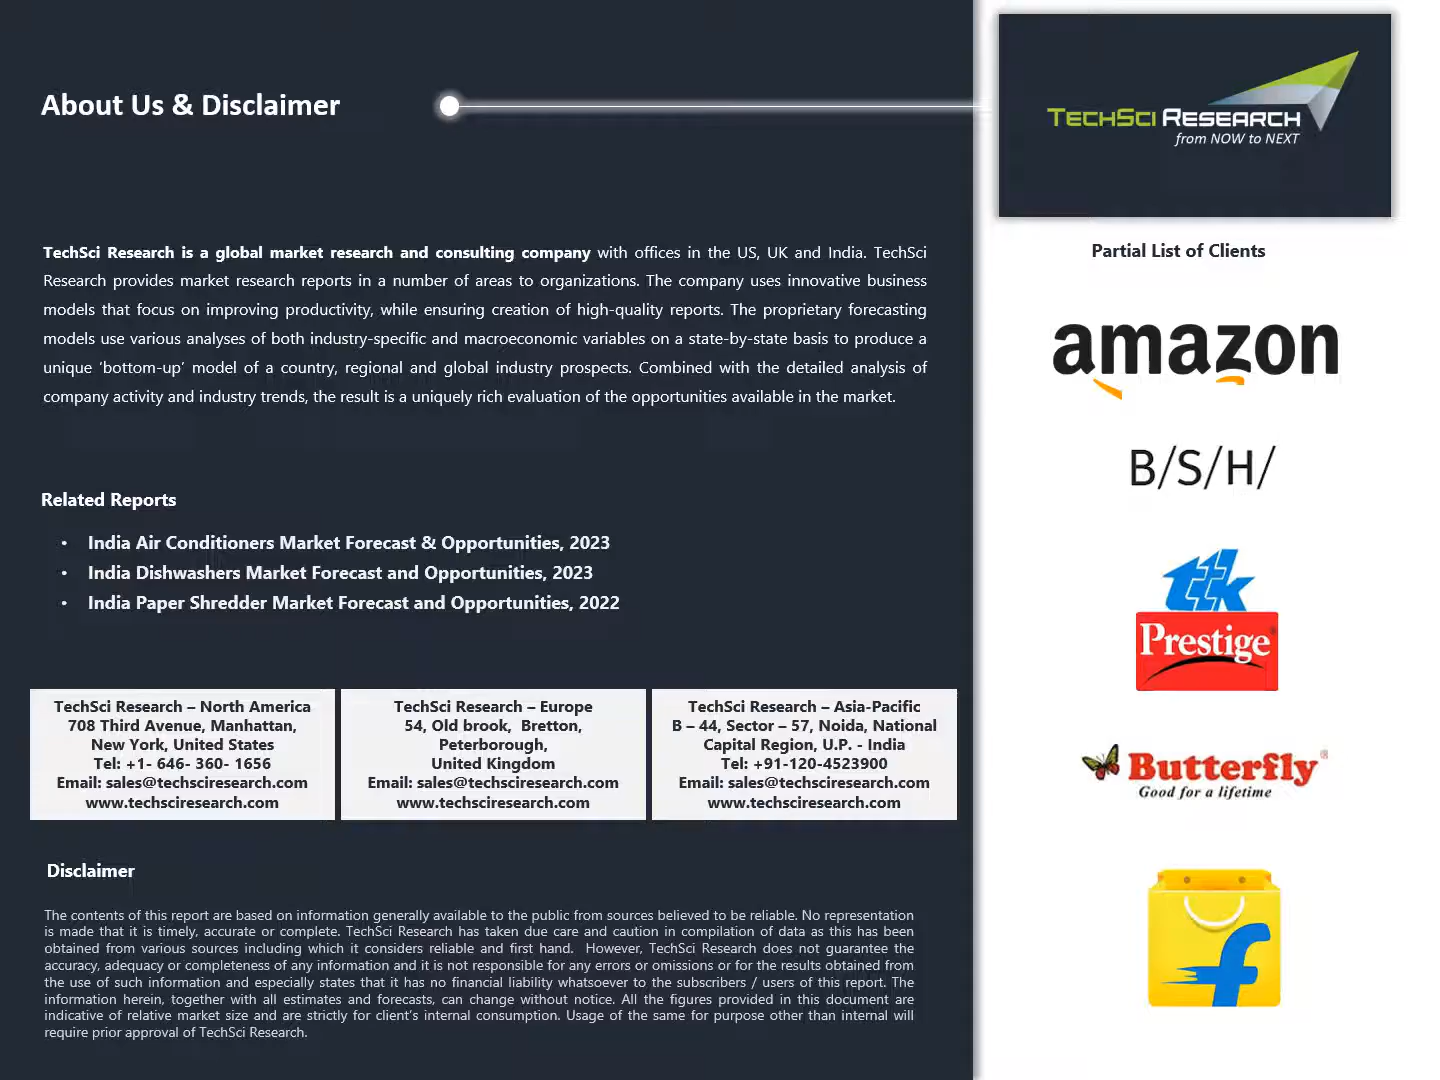 About Us & Disclaimer
TECHSCI RESEARCH
from NOW to NEXT
TechSci Research is a global market research and consulting company with offices in the US, UK and India. TechSci
Research provides market research reports in a number of areas to organizations. The company uses innovative business
models that focus on improving productivity, while ensuring creation of high-quality reports. The proprietary forecasting
models use various analyses of both industry-specific and macroeconomic variables on a state-by-state basis to produce a
unique ‘bottom-up’ model of a country, regional and global industry prospects. Combined with the detailed analysis of
company activity and industry trends, the result is a uniquely rich evaluation of the opportunities available in the market.
Related Reports
• India Air Conditioners Market Forecast & Opportunities, 2023
• India Dishwashers Market Forecast and Opportunities, 2023
• India Paper Shredder Market Forecast and Opportunities, 2022
TechSci Research – North America
708 Third Avenue, Manhattan,
New York, United States
Tel: +1- 646- 360- 1656
Email: sales@techsciresearch.com
www.techsciresearch.com
TechSci Research – Europe
54, Old brook, Bretton,
Peterborough,
United Kingdom
Email: sales@techsciresearch.com
www.techsciresearch.com
TechSci Research – Asia-Pacific
B – 44, Sector – 57, Noida, National
Capital Region, U.P. - India
Tel: +91-120-4523900
Email: sales@techsciresearch.com
www.techsciresearch.com
Disclaimer
The contents of this report are based on information generally available to the public from sources believed to be reliable. No representation
is made that it is timely, accurate or complete. TechSci Research has taken due care and caution in compilation of data as this has been
obtained from various sources including which it considers reliable and first hand. However, TechSci Research does not guarantee the
accuracy, adequacy or completeness of any information and it is not responsible for any errors or omissions or for the results obtained from
the use of such information and especially states that it has no financial liability whatsoever to the subscribers / users of this report. The
information herein, together with all estimates and forecasts, can change without notice. All the figures provided in this document are
indicative of relative market size and are strictly for client’s internal consumption. Usage of the same for purpose other than internal will
require prior approval of TechSci Research.
Partial List of Clients
amazon
B/S/H/
ttk
Prestige
Butterfly®
Good for a lifetime
f